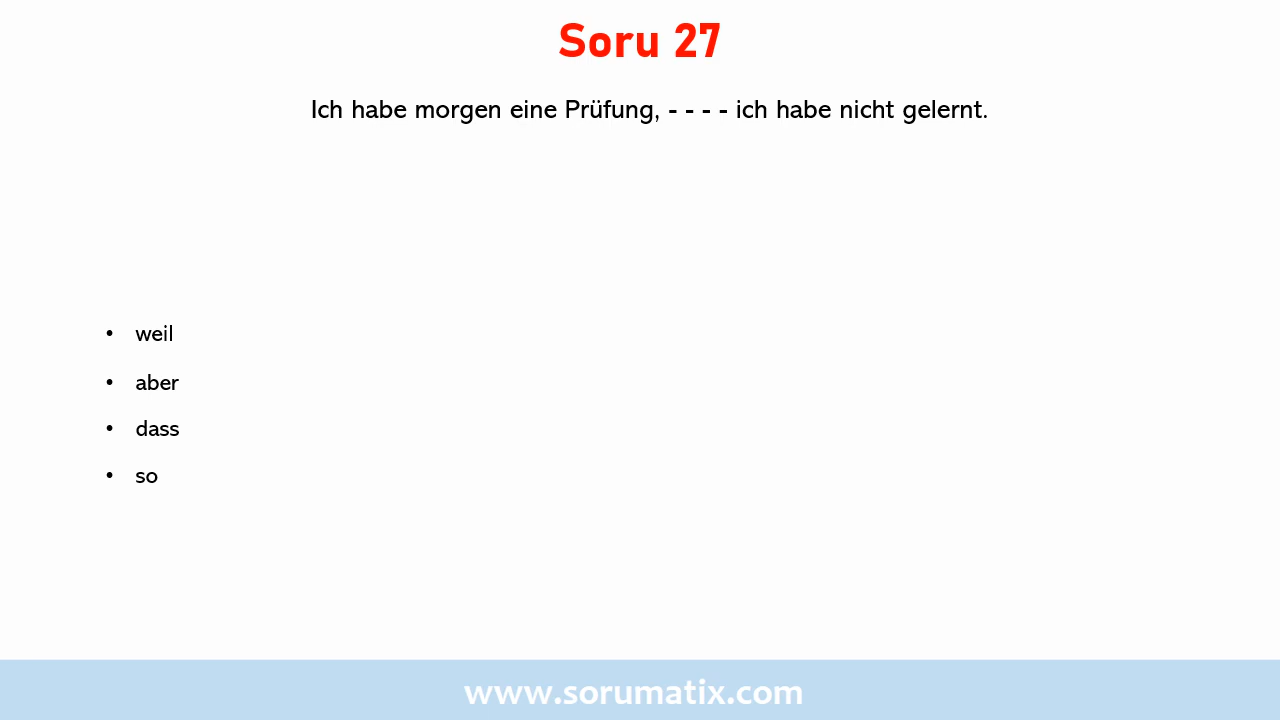 Soru 27
Ich habe morgen eine Prüfung, - - - - ich habe nicht gelernt.
• weil
• aber
• dass
• so
www.sorumatix.com